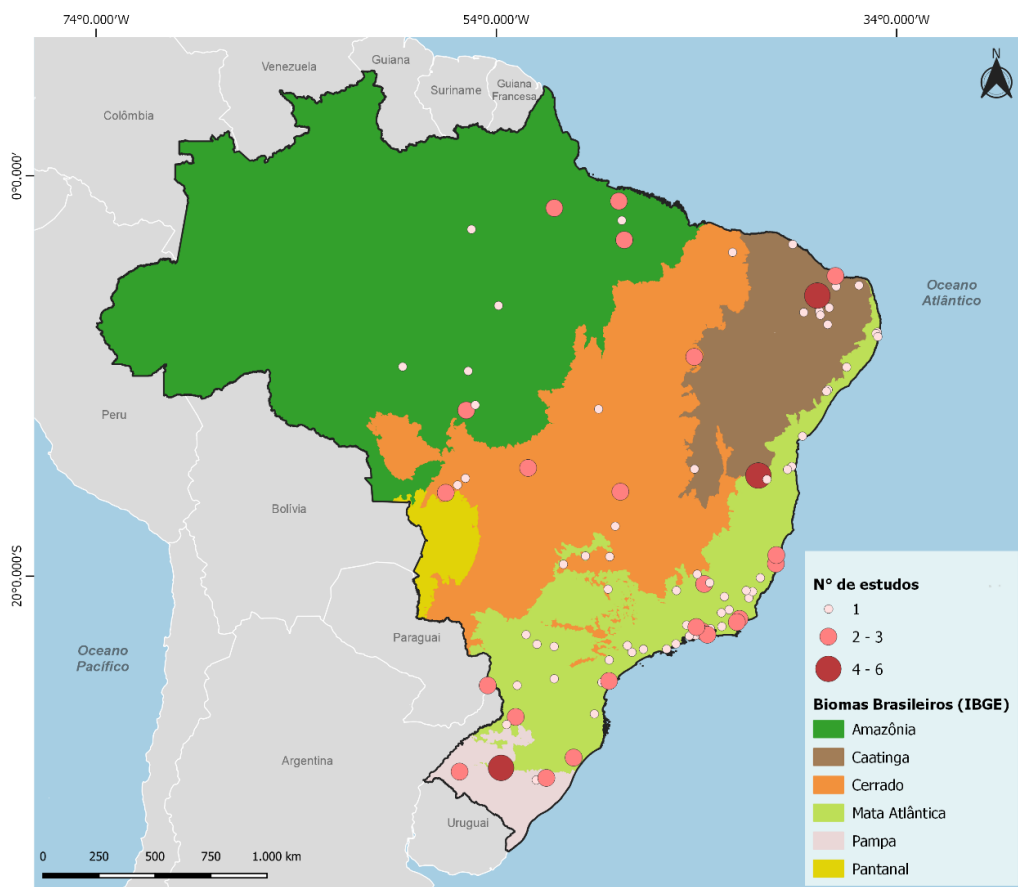 74°0.000'W
54°0.000'W
34°0.000'W
N
Guiana
Venezuela
Suriname
Guiana
Francesa
Colômbia
0°0.000'
Oceano
Atlântico
Peru
Bolívia
20°0.000'S
Paraguai
Oceano
Pacífico
Argentina
Uruguai
N° de estudos
1
2 - 3
4 - 6
Biomas Brasileiros (IBGE)
Amazônia
Caatinga
Cerrado
Mata Atlântica
Pampa
Pantanal
0 250 500 750 1.000 km